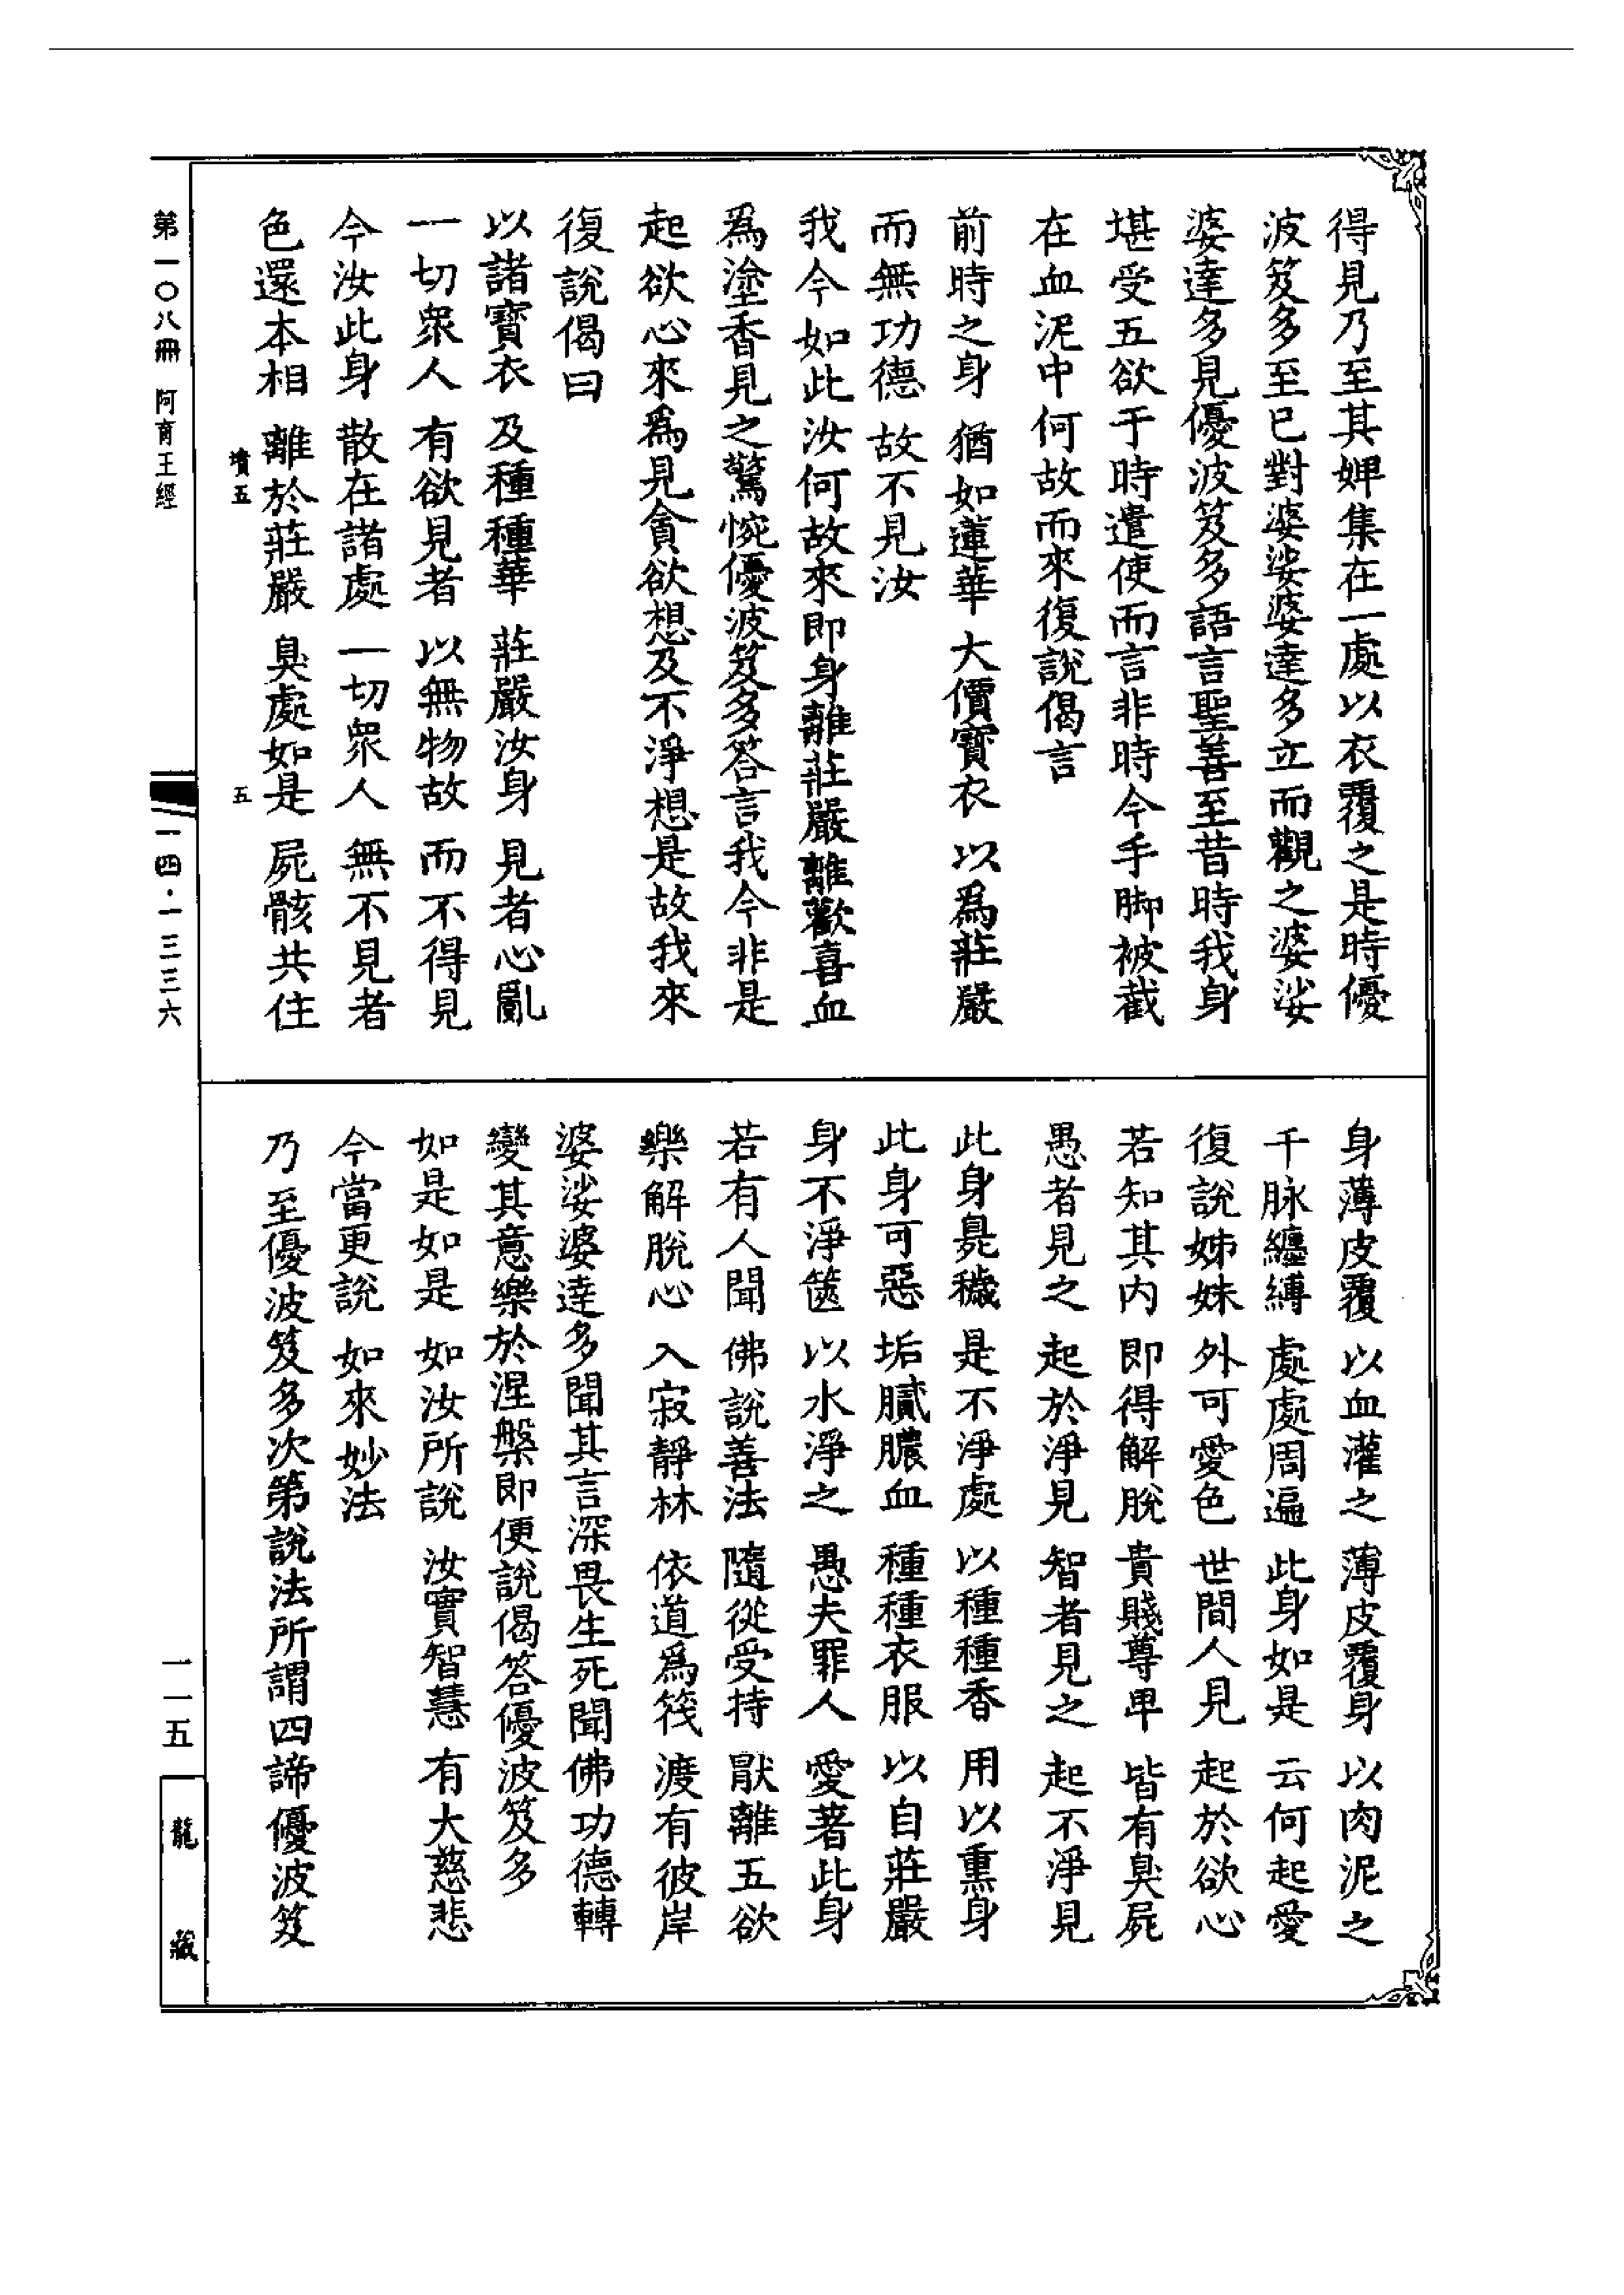 得見乃至其婢集在一處以衣覆之是時優
波笈多至已對婆娑婆達多立而觀之婆娑
婆達多見優波笈多語言聖善至昔時我身
堪受五欲于時遣使而言非時今手脚被截
在血泥中何故而來復說偈言
前時之身 猶如蓮華 大價寶衣 以為莊嚴
而無功德 故不見汝
我今如此汝何故來即身離莊嚴離歡喜血
為塗香見之驚惋優波笈多答言我今非是
起欲心來為見貪欲想及不淨想是故我來
復說偈曰
以諸寶衣 及種種華 莊嚴汝身 見者心亂
一切眾人 有欲見者 以無物故 而不得見
今汝此身 散在諸處 一切眾人 無不見者
色還本相 離於莊嚴 臭處如是 屍骸共住
身薄皮覆 以血灌之 薄皮覆身 以肉泥之
千脉纏縛 處處周遍 此身如是 云何起愛
復說姊妹 外可愛色 世間人見 起於欲心
若知其內 即得解脫 貴賤尊卑 皆有臭屍
愚者見之 起於淨見 智者見之 起不淨見
此身臭穢 是不淨處 以種種香 用以熏身
此身可惡 垢膩膿血 種種衣服 以自莊嚴
身不淨篋 以水淨之 愚夫罪人 愛著此身
若有人聞 佛說善法 隨從受持 厭離五欲
樂解脫心 入寂靜林 依道為筏 渡有彼岸
婆娑婆達多聞其言深畏生死聞佛功德轉
變其意樂於涅槃即便說偈答優波笈多
如是如是 如汝所說 汝實智慧 有大慈悲
今當更說 如來妙法
乃至優波笈多次第說法所謂四諦優波笈
墳五
五
第一〇八冊 阿育王經
一四·一三三六
一一五
龍藏